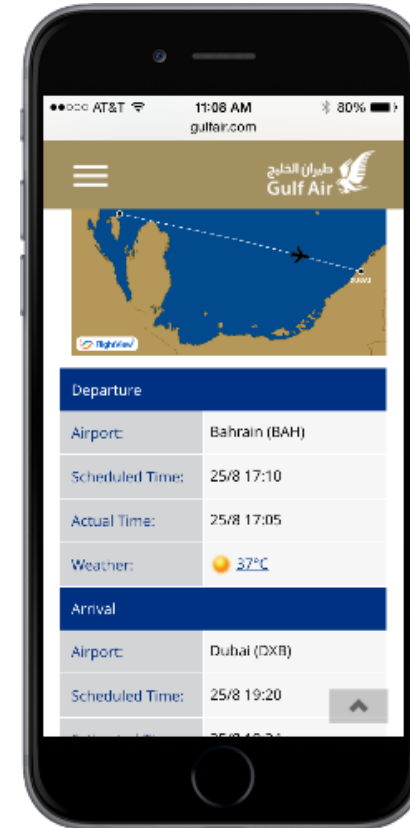 ●●○○○ AT&T 11:08 AM 80%
gulfair.com
طيران الخليج
Gulf Air
DUBAI
FlightView
Departure
Airport: Bahrain (BAH)
Scheduled Time: 25/8 17:10
Actual Time: 25/8 17:05
Weather: 37°C
Arrival
Airport: Dubai (DXB)
Scheduled Time: 25/8 19:20